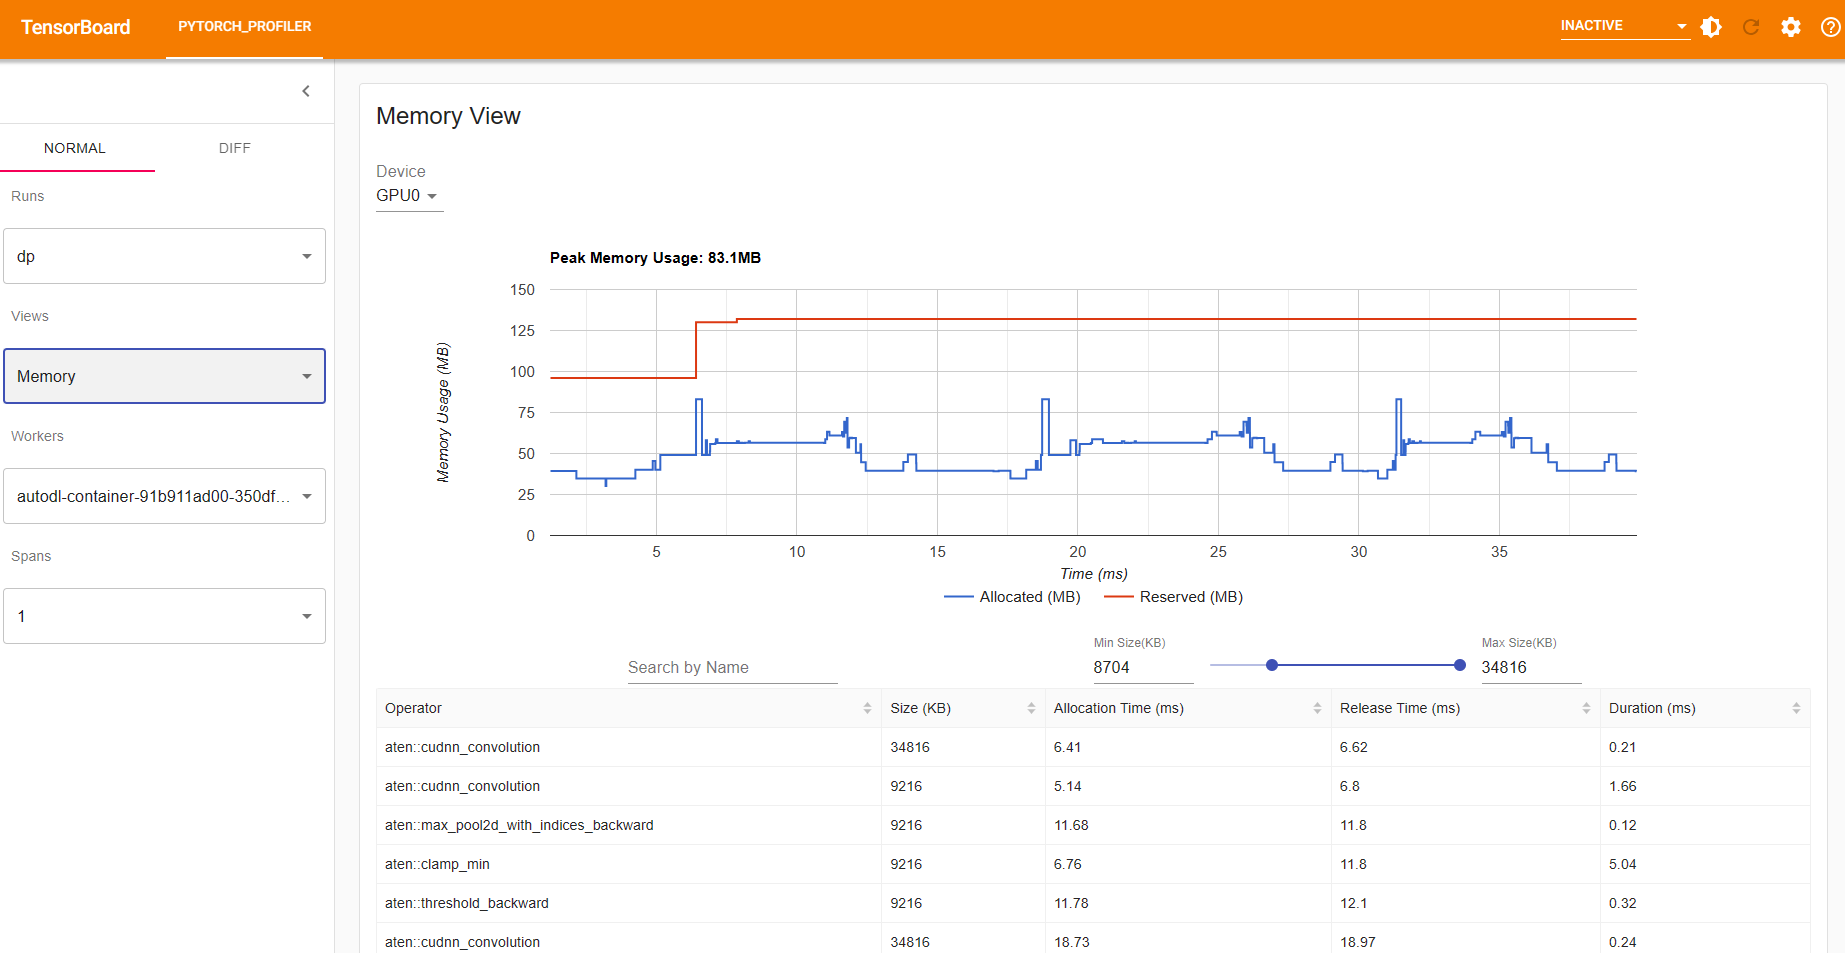 TensorBoard PYTORCH_PROFILER INACTIVE
NORMAL DIFF
Runs
dp
Views
Memory
Workers
autodl-container-91b911ad00-350df...
Spans
1
Memory View
Device
GPU0
Peak Memory Usage: 83.1MB
Memory Usage (MB)
150
125
100
75
50
25
0
5 10 15 20 25 30 35
Time (ms)
Allocated (MB) Reserved (MB)
Search by Name
Min Size(KB)
8704
Max Size(KB)
34816
Operator Size (KB) Allocation Time (ms) Release Time (ms) Duration (ms)
aten::cudnn_convolution 34816 6.41 6.62 0.21
aten::cudnn_convolution 9216 5.14 6.8 1.66
aten::max_pool2d_with_indices_backward 9216 11.68 11.8 0.12
aten::clamp_min 9216 6.76 11.8 5.04
aten::threshold_backward 9216 11.78 12.1 0.32
aten::cudnn_convolution 34816 18.73 18.97 0.24